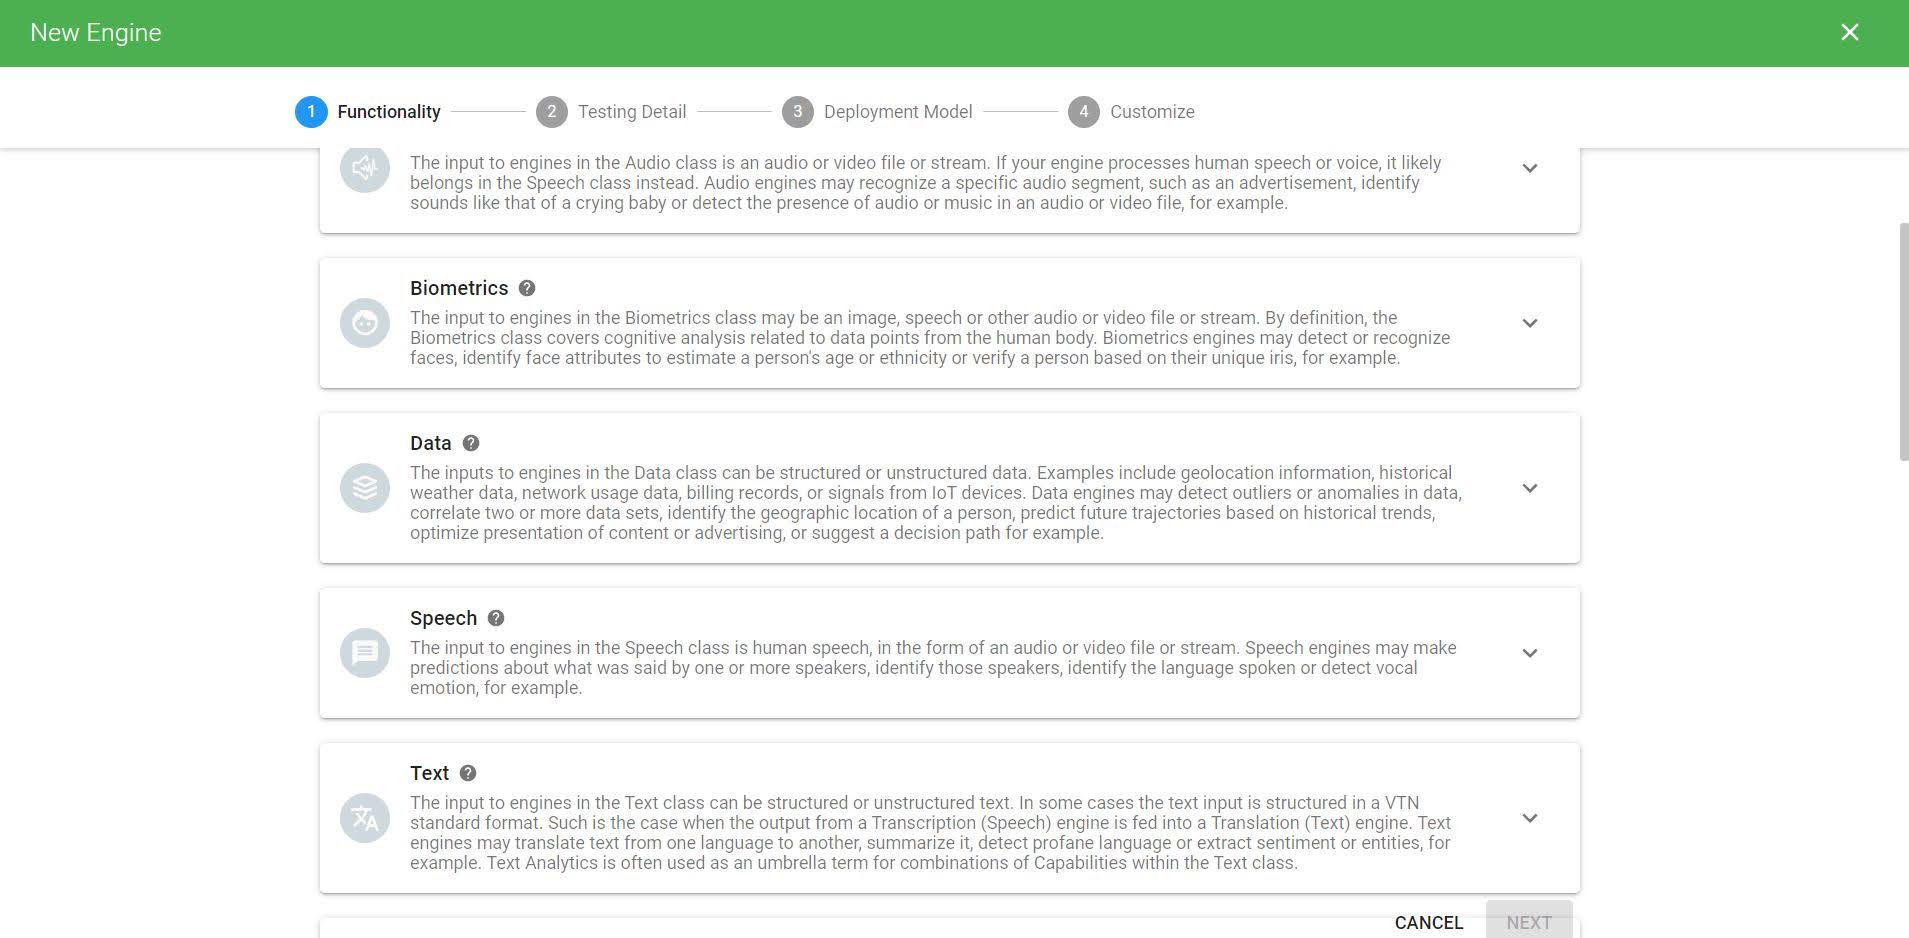 New Engine
1 Functionality 2 Testing Detail 3 Deployment Model 4 Customize
The input to engines in the Audio class is an audio or video file or stream. If your engine processes human speech or voice, it likely
belongs in the Speech class instead. Audio engines may recognize a specific audio segment, such as an advertisement, identify
sounds like that of a crying baby or detect the presence of audio or music in an audio or video file, for example.
Biometrics ?
The input to engines in the Biometrics class may be an image, speech or other audio or video file or stream. By definition, the
Biometrics class covers cognitive analysis related to data points from the human body. Biometrics engines may detect or recognize
faces, identify face attributes to estimate a person's age or ethnicity or verify a person based on their unique iris, for example.
Data ?
The inputs to engines in the Data class can be structured or unstructured data. Examples include geolocation information, historical
weather data, network usage data, billing records, or signals from IoT devices. Data engines may detect outliers or anomalies in data,
correlate two or more data sets, identify the geographic location of a person, predict future trajectories based on historical trends,
optimize presentation of content or advertising, or suggest a decision path for example.
Speech ?
The input to engines in the Speech class is human speech, in the form of an audio or video file or stream. Speech engines may make
predictions about what was said by one or more speakers, identify those speakers, identify the language spoken or detect vocal
emotion, for example.
Text ?
The input to engines in the Text class can be structured or unstructured text. In some cases the text input is structured in a VTN
standard format. Such is the case when the output from a Transcription (Speech) engine is fed into a Translation (Text) engine. Text
engines may translate text from one language to another, summarize it, detect profane language or extract sentiment or entities, for
example. Text Analytics is often used as an umbrella term for combinations of Capabilities within the Text class.
CANCEL NEXT